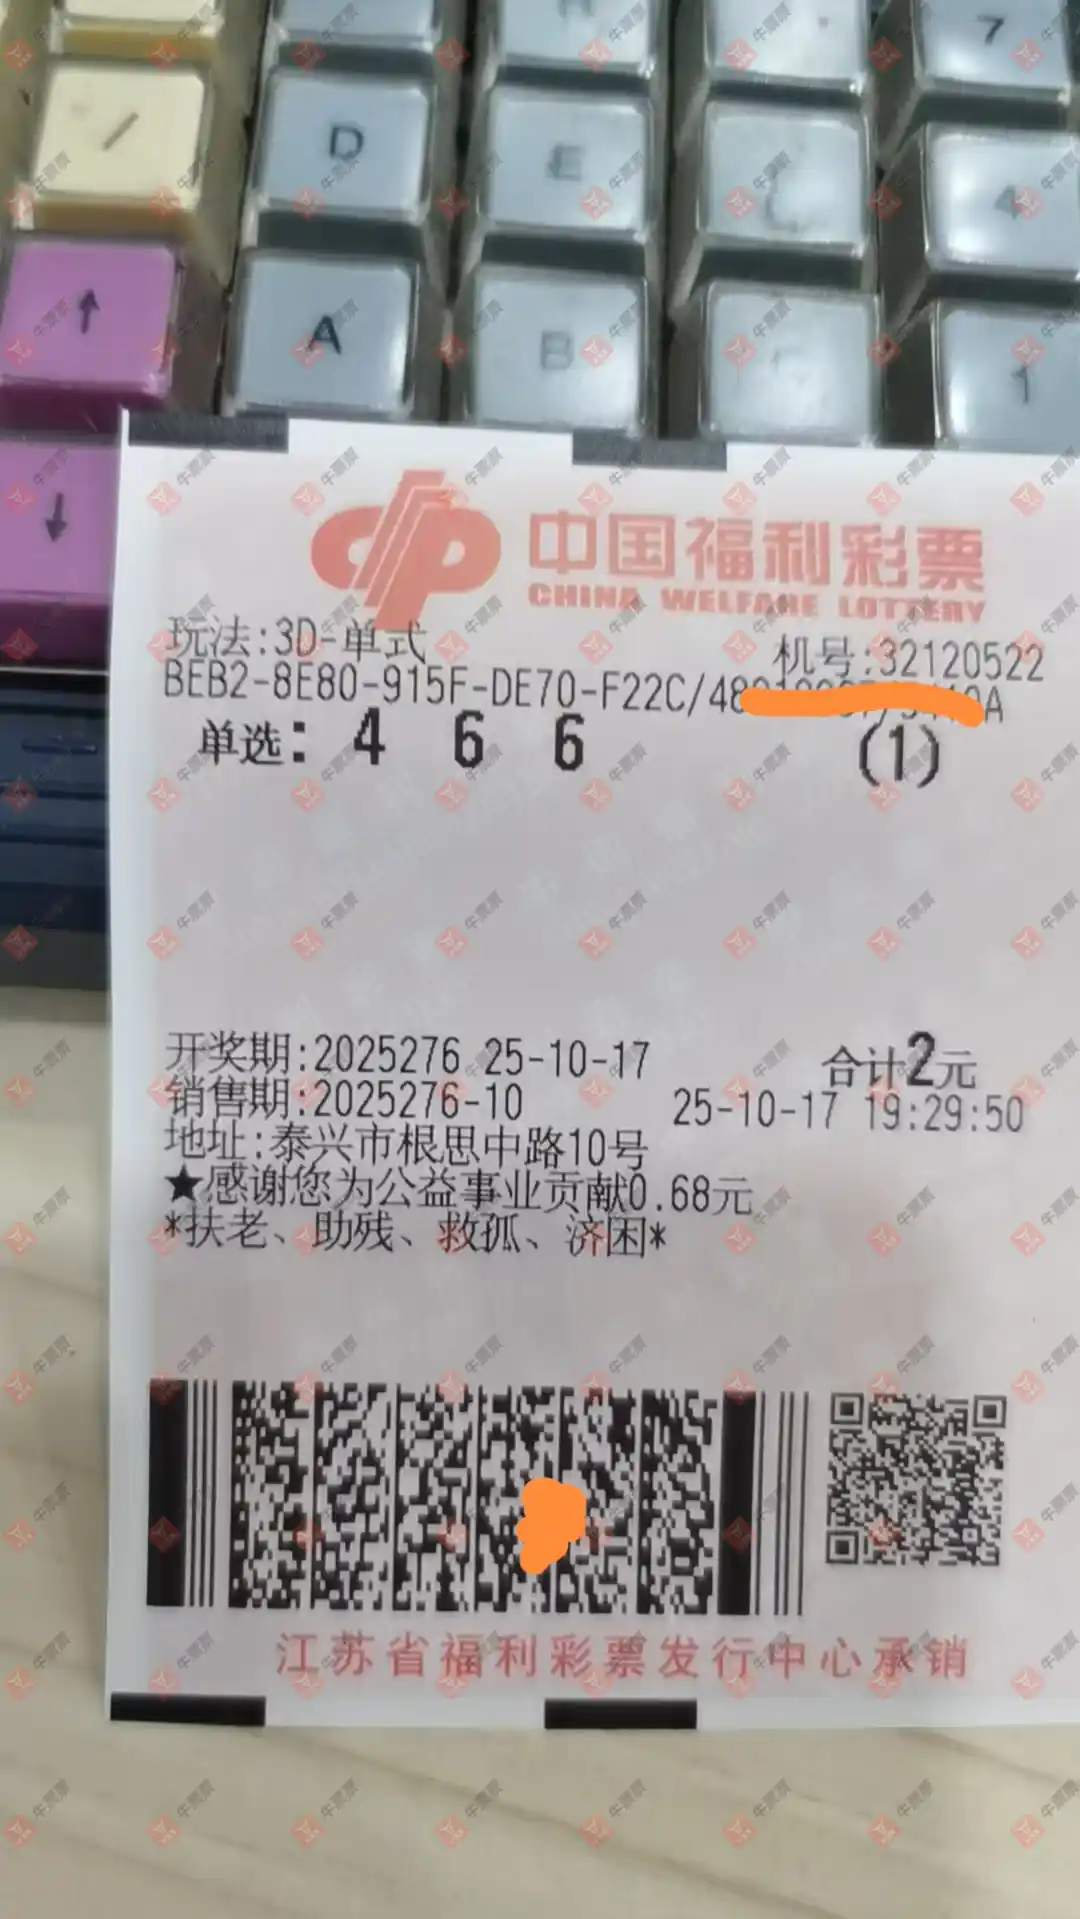 7
/
D
E
4
↑
A
B
1
↓
中国福利彩票
CHINA WELFARE LOTTERY
玩法:3D-单式
机号:32120522
BEB2-8E80-915F-DE70-F22C/48
A
单选: 4 6 6 (1)
开奖期:2025276 25-10-17 合计2元
销售期:2025276-10 25-10-17 19:29:50
地址:泰兴市根思中路10号
★感谢您为公益事业贡献0.68元
*扶老、助残、救孤、济困*
江苏省福利彩票发行中心承销
牛票票